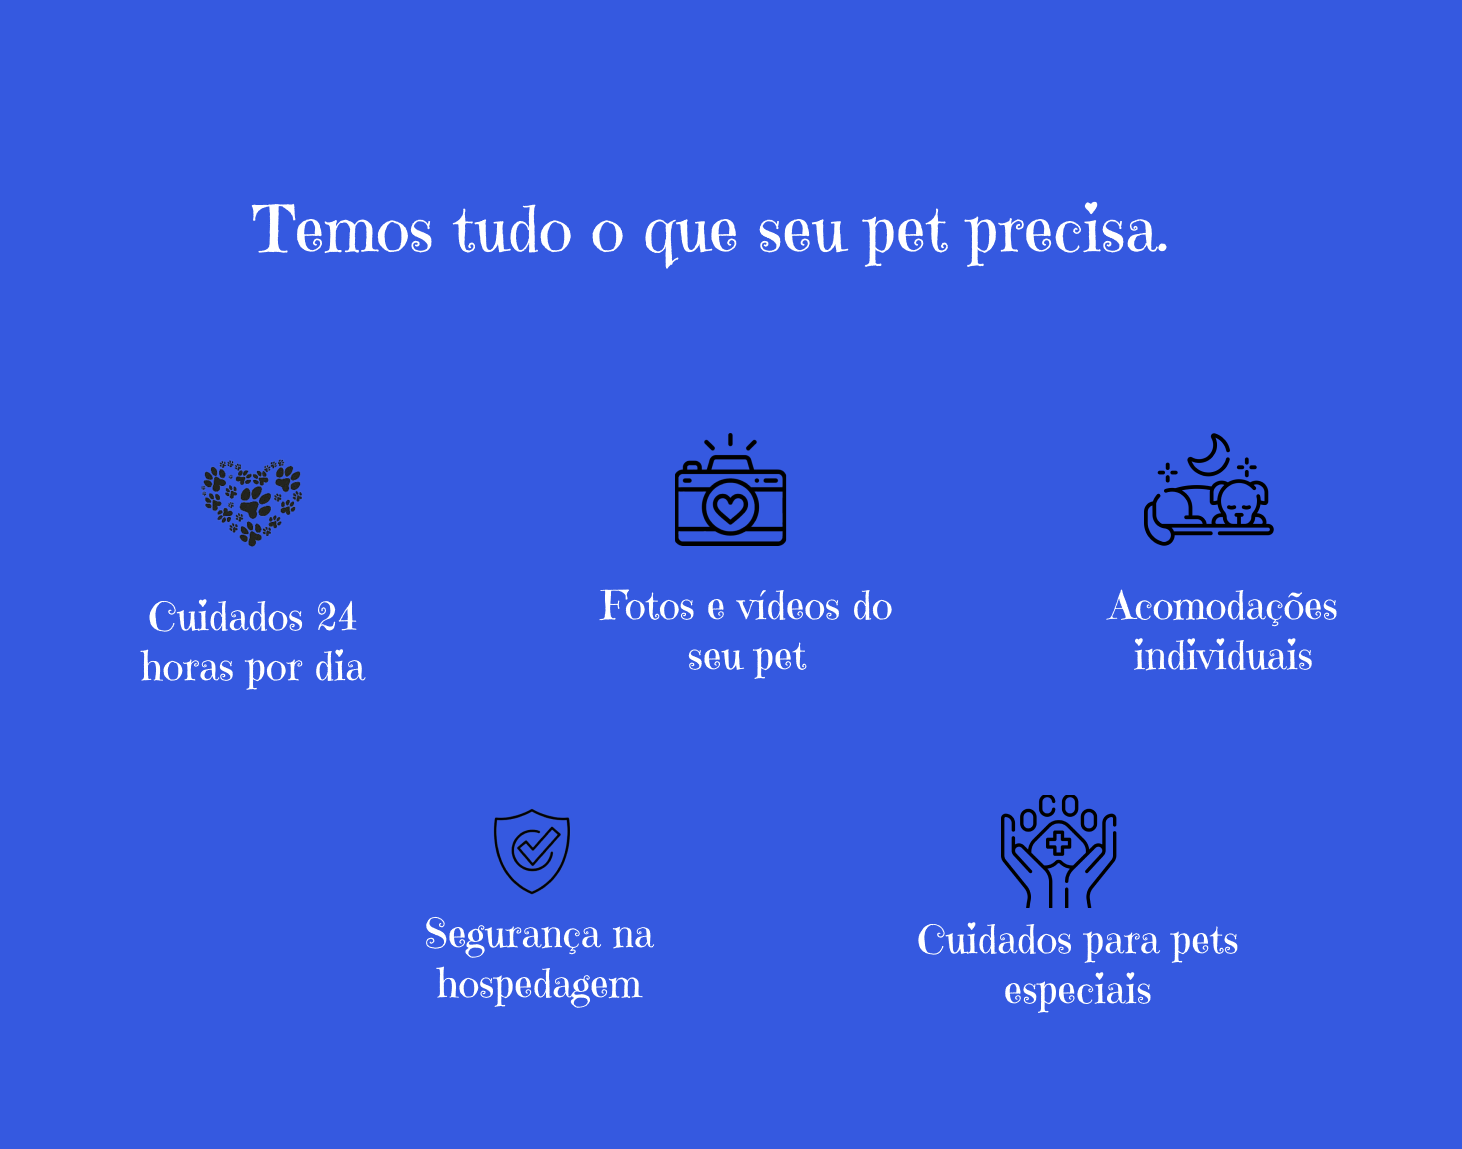 Temos tudo o que seu pet precisa.
Cuidados 24
horas por dia
Fotos e vídeos do
seu pet
Acomodações
individuais
Segurança na
hospedagem
Cuidados para pets
especiais